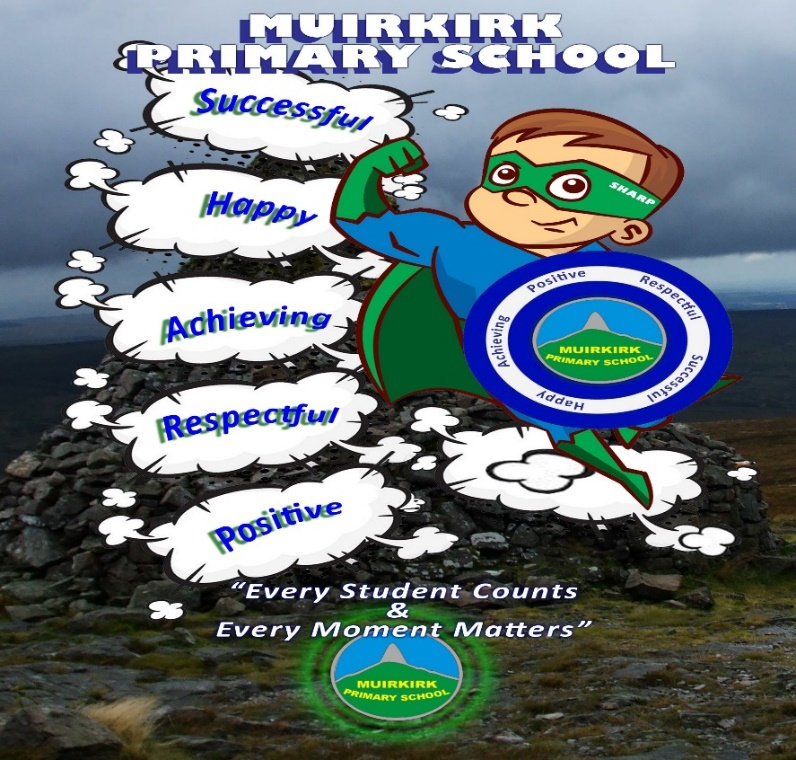 MUIRKIRK
PRIMARY SCHOOL
Successful
Happy
SHARP
Achieving
Respectful
Positive
Positive
Respectful
Successful
Happy
Achieving
MUIRKIRK
PRIMARY SCHOOL
"Every Student Counts
&
Every Moment Matters"
MUIRKIRK
PRIMARY SCHOOL